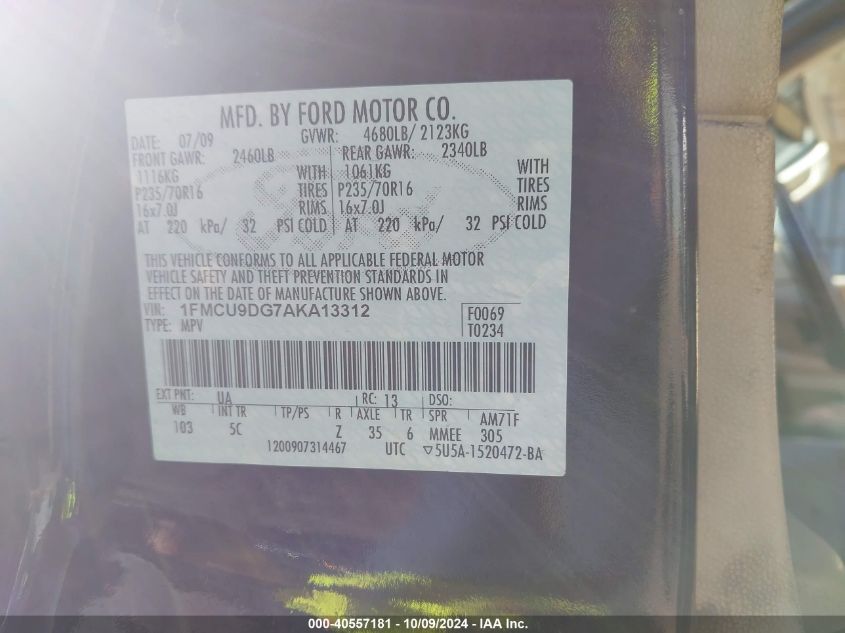 MFD. BY FORD MOTOR CO.
DATE: 07/09 GVWR: 4680LB/ 2123KG
FRONT GAWR: 2460LB REAR GAWR: 2340LB
1116KG WITH 1061KG WITH
P235/70R16 TIRES P235/70R16 TIRES
16x7.0J RIMS 16x7.0J RIMS
AT 220 kPa/ 32 PSI COLD AT 220 kPa/ 32 PSI COLD
THIS VEHICLE CONFORMS TO ALL APPLICABLE FEDERAL MOTOR
VEHICLE SAFETY AND THEFT PREVENTION STANDARDS IN
EFFECT ON THE DATE OF MANUFACTURE SHOWN ABOVE.
VIN: 1FMCU9DG7AKA13312 F0069
TYPE: MPV T0234
EXT PNT: UA RC: 13 DSO:
WB INT TR TP/PS R AXLE TR SPR AM71F
103 5C Z 35 6 MMEE 305
1200907314467 UTC ▽5U5A-1520472-BA
000-40557181 - 10/09/2024 - IAA Inc.